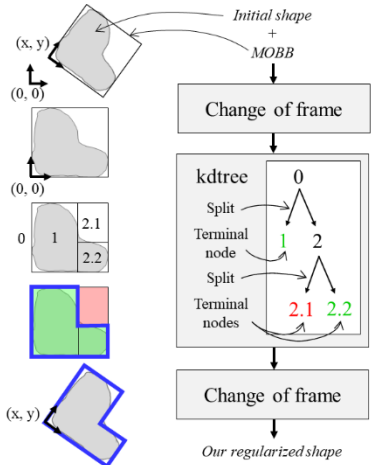 Initial shape
+
MOBB
(x, y)
(0, 0)
Change of frame
(0, 0)
kdtree
0
Split
1
2
Terminal
node
Split
Terminal
nodes
2.1
2.2
0
1
2.1
2.2
Change of frame
(x, y)
Our regularized shape